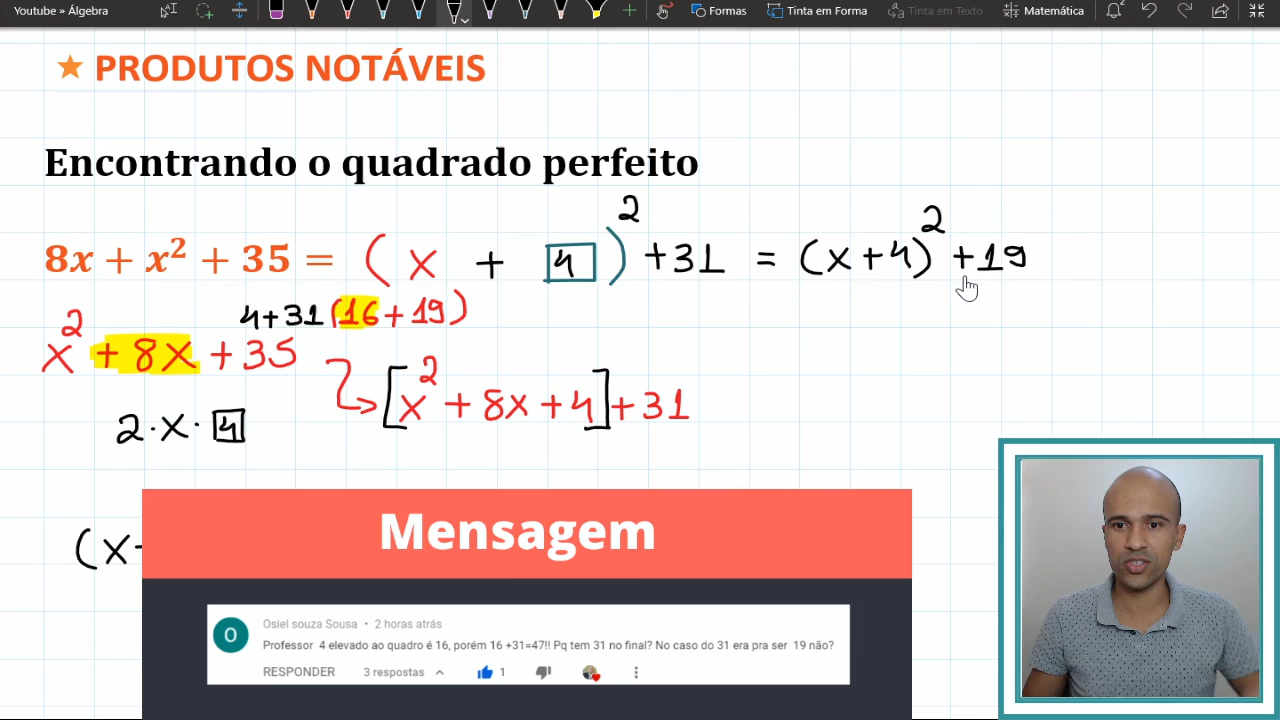 Youtube » Álgebra Formas Tinta em Forma Tinta em Texto Matemática
★ PRODUTOS NOTÁVEIS
Encontrando o quadrado perfeito
8x + x² + 35 = (x + 4)² + 31 = (x + 4)² + 19
4 + 31 (16 + 19)
x² + 8x + 35
[x² + 8x + 4] + 31
2 · x · 4
(x
Mensagem
O
Osiel souza Sousa • 2 horas atrás
Professor 4 elevado ao quadro é 16, porém 16 +31=47!! Pq tem 31 no final? No caso do 31 era pra ser 19 não?
RESPONDER 3 respostas 1